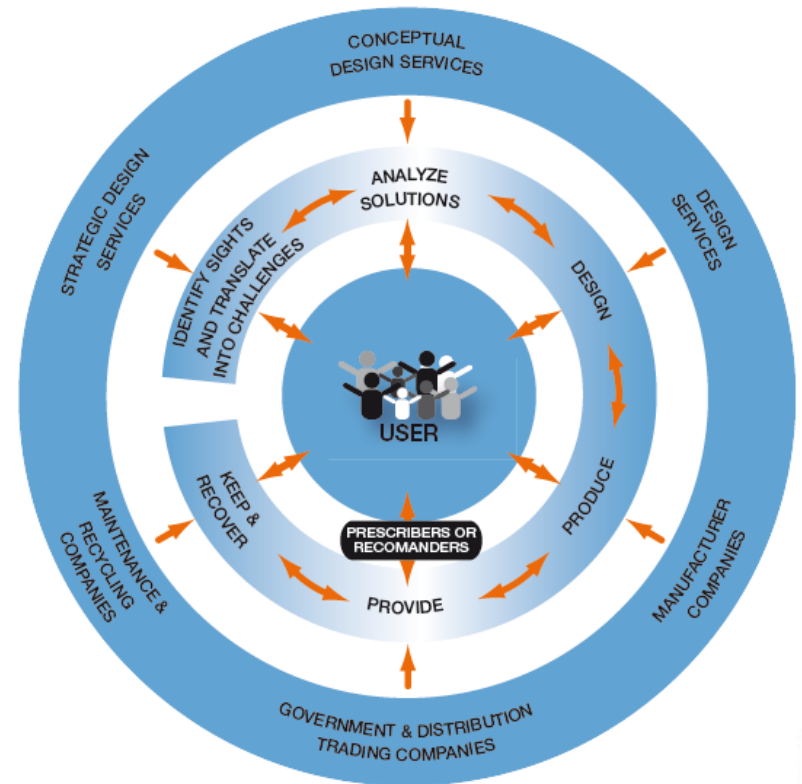 CONCEPTUAL
DESIGN SERVICES
STRATEGIC DESIGN
SERVICES
DESIGN
SERVICES
ANALYZE
SOLUTIONS
IDENTIFY SIGHTS
AND TRANSLATE
INTO CHALLENGES
DESIGN
USER
KEEP &
RECOVER
PRODUCE
PRESCRIBERS OR
RECOMANDERS
PROVIDE
MAINTENANCE &
RECYCLING
COMPANIES
MANUFACTURER
COMPANIES
GOVERNMENT & DISTRIBUTION
TRADING COMPANIES